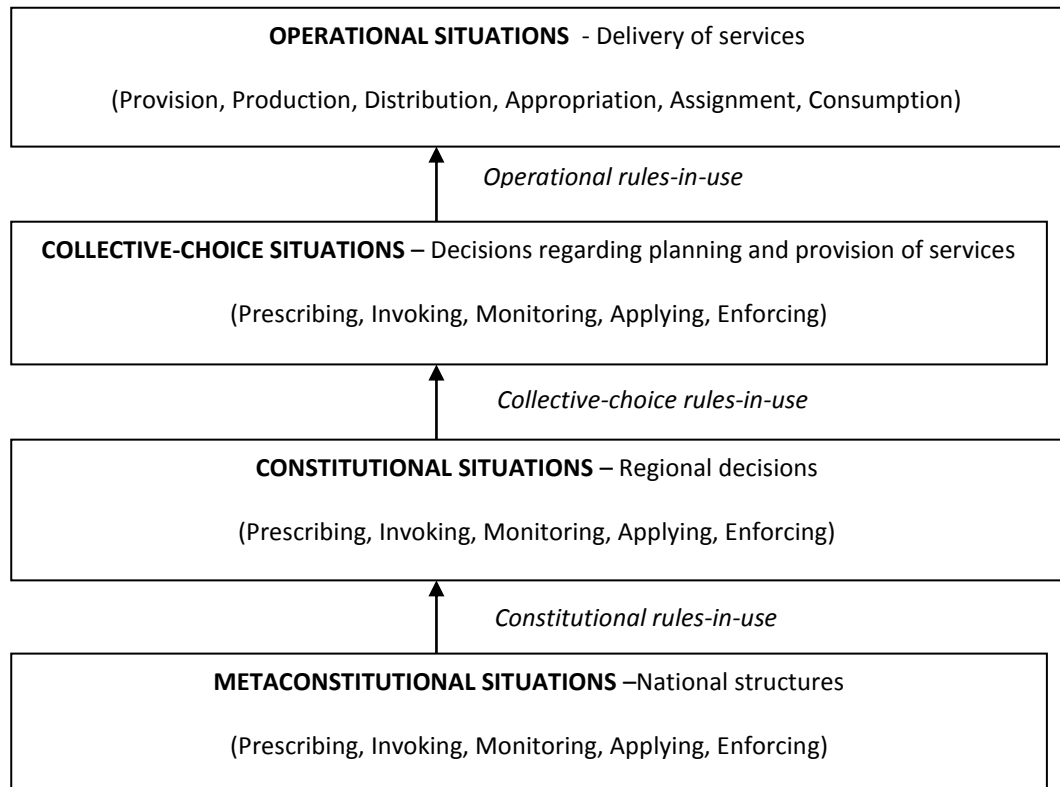 OPERATIONAL SITUATIONS - Delivery of services
(Provision, Production, Distribution, Appropriation, Assignment, Consumption)
Operational rules-in-use
COLLECTIVE-CHOICE SITUATIONS – Decisions regarding planning and provision of services
(Prescribing, Invoking, Monitoring, Applying, Enforcing)
Collective-choice rules-in-use
CONSTITUTIONAL SITUATIONS – Regional decisions
(Prescribing, Invoking, Monitoring, Applying, Enforcing)
Constitutional rules-in-use
METACONSTITUTIONAL SITUATIONS –National structures
(Prescribing, Invoking, Monitoring, Applying, Enforcing)